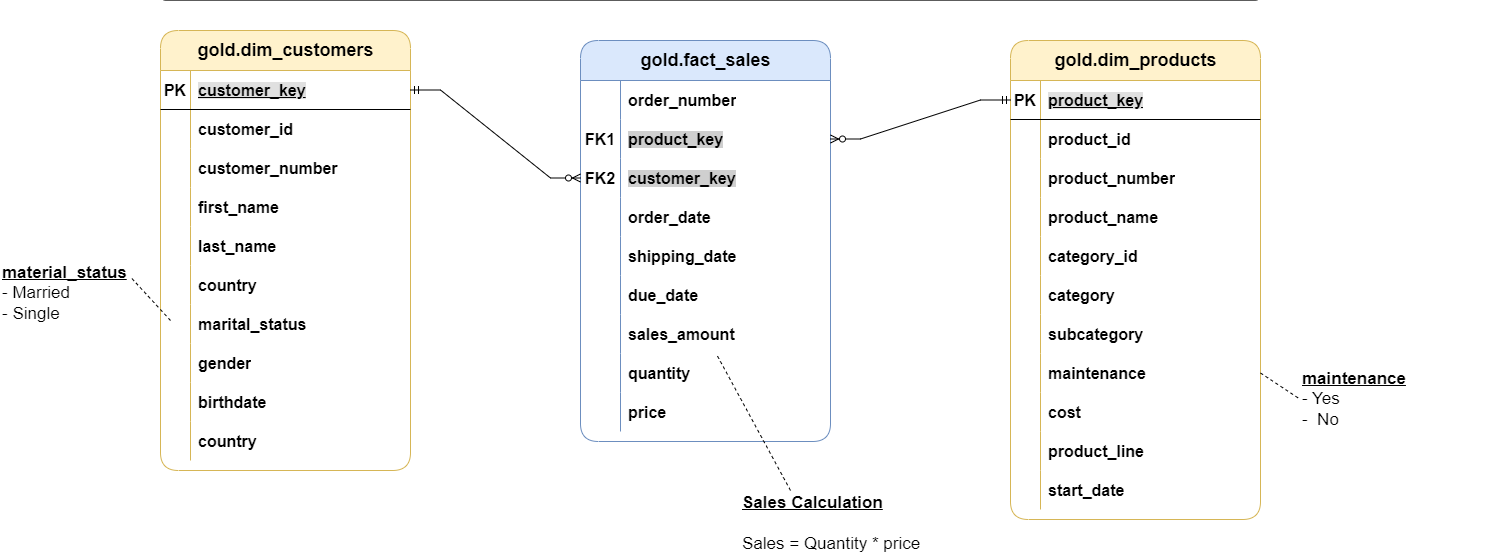 gold.dim_customers
PK customer_key
customer_id
customer_number
first_name
last_name
country
marital_status
gender
birthdate
country
material_status
- Married
- Single
gold.fact_sales
order_number
FK1 product_key
FK2 customer_key
order_date
shipping_date
due_date
sales_amount
quantity
price
Sales Calculation
Sales = Quantity * price
gold.dim_products
PK product_key
product_id
product_number
product_name
category_id
category
subcategory
maintenance
cost
product_line
start_date
maintenance
- Yes
- No